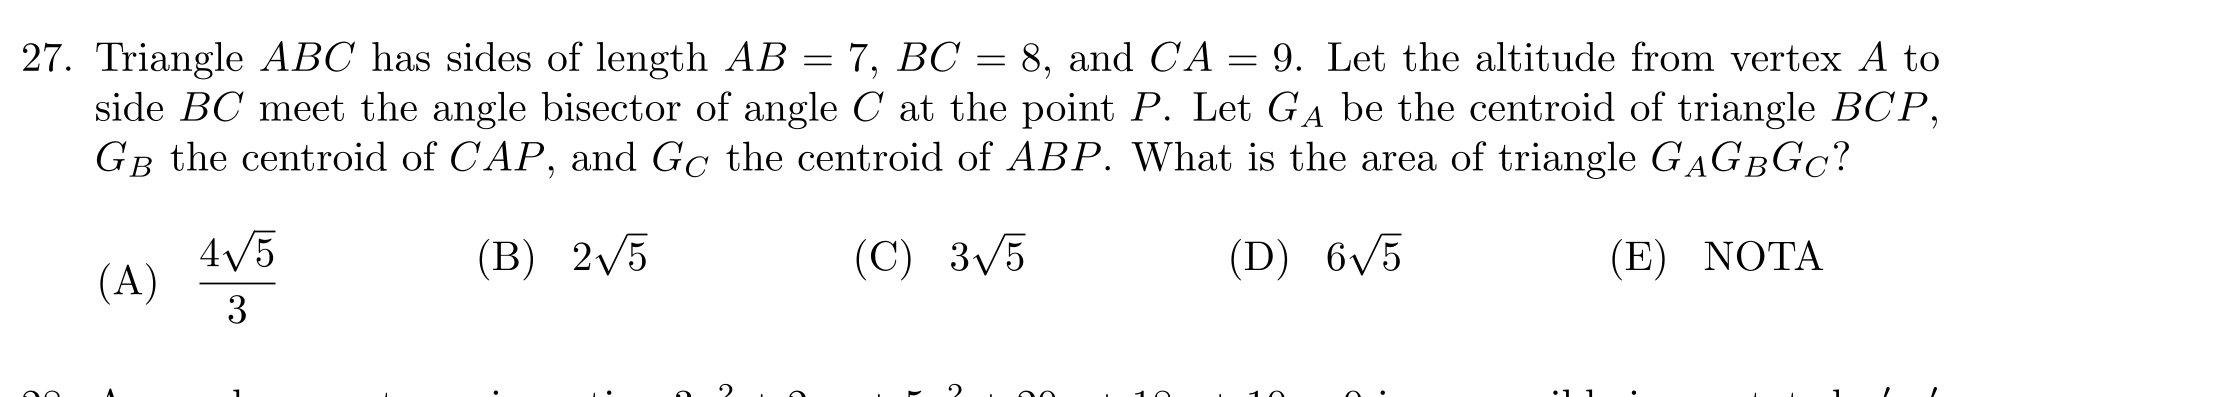 27. Triangle ABC has sides of length AB = 7, BC = 8, and CA = 9. Let the altitude from vertex A to
side BC meet the angle bisector of angle C at the point P. Let G_A be the centroid of triangle BCP,
G_B the centroid of CAP, and G_C the centroid of ABP. What is the area of triangle G_AG_BG_C?
(A) 4√5/3 (B) 2√5 (C) 3√5 (D) 6√5 (E) NOTA